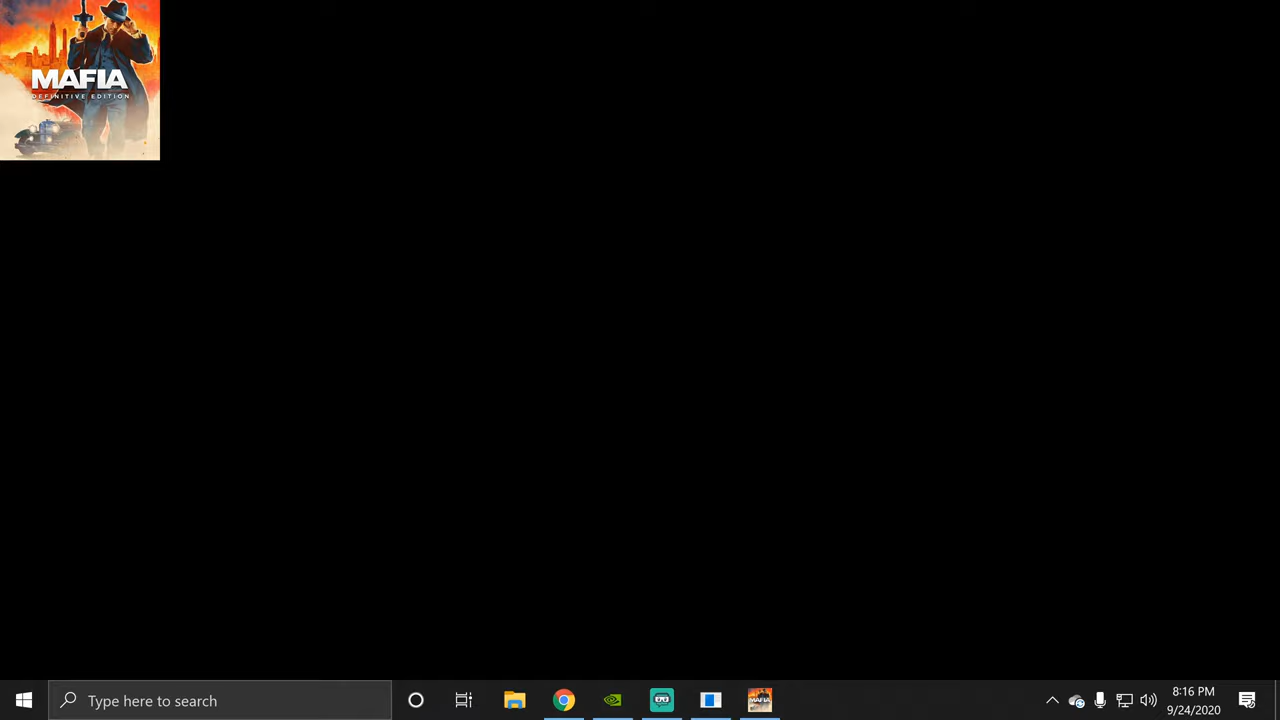 MAFIA
DEFINITIVE EDITION
Type here to search
8:16 PM
9/24/2020